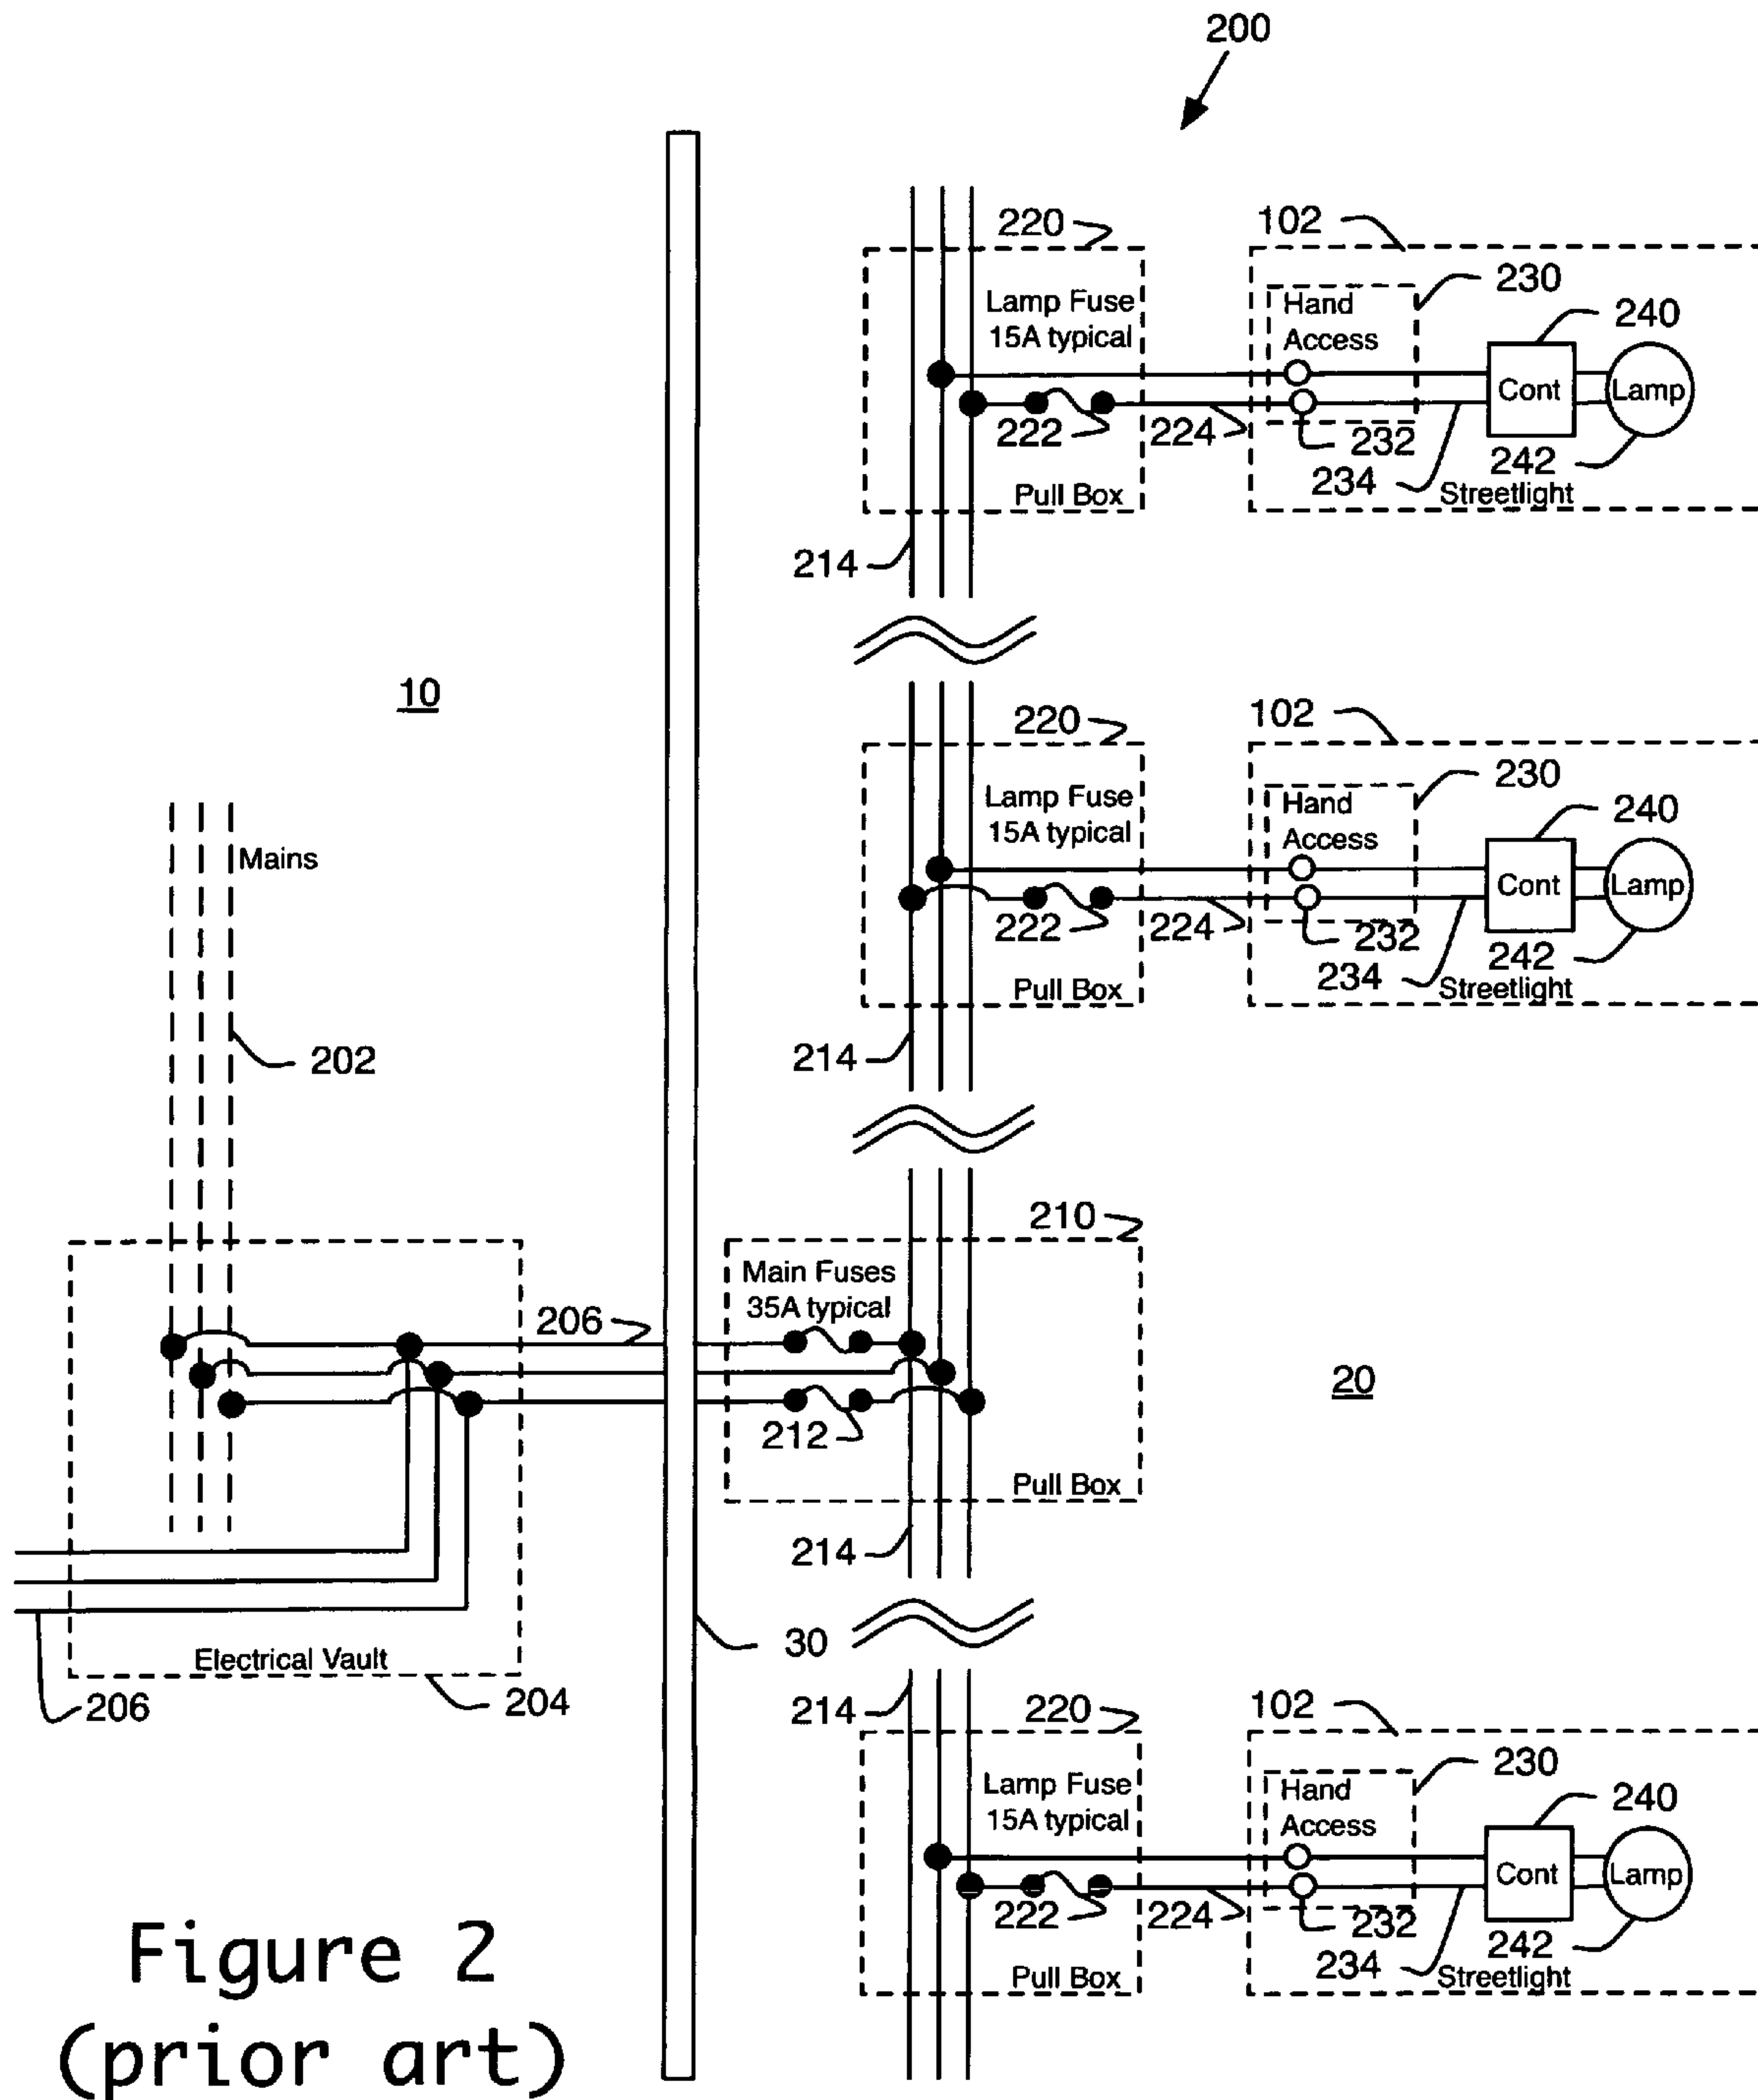 200
220
102
Lamp Fuse
15A typical
Hand
Access
230
240
Cont
Lamp
222
224
232
242
234
Streetlight
Pull Box
214
10
220
102
Lamp Fuse
15A typical
Hand
Access
230
240
Cont
Lamp
Mains
222
224
232
242
234
Streetlight
Pull Box
202
214
210
Main Fuses
35A typical
206
20
212
Pull Box
214
30
Electrical Vault
206
204
214
220
102
Lamp Fuse
15A typical
Hand
Access
230
240
Cont
Lamp
222
224
232
242
234
Streetlight
Pull Box
Figure 2
(prior art)